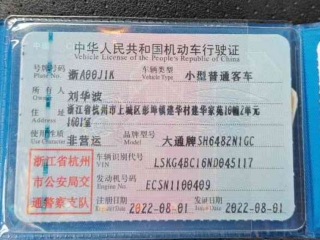 中华人民共和国机动车行驶证
Vehicle License of the People's Republic of China
号牌号码 浙A00J1K 车辆类型 小型普通客车
Plate No. Vehicle Type
所有人 刘华波
Owner
住址 浙江省杭州市上城区彭埠镇建华村建华家苑16幢2单元
Address 1601室
使用性质 非营运 品牌型号 大通牌SH6482N1GC
Use Character Model
浙江省杭州 车辆识别代号 LSKG4BC16ND045117
VIN
市公安局交 发动机号码 ECSN1100409
Engine No.
通警察支队 注册日期 2022-08-01 发证日期 2022-08-01
Register Date Issue Date